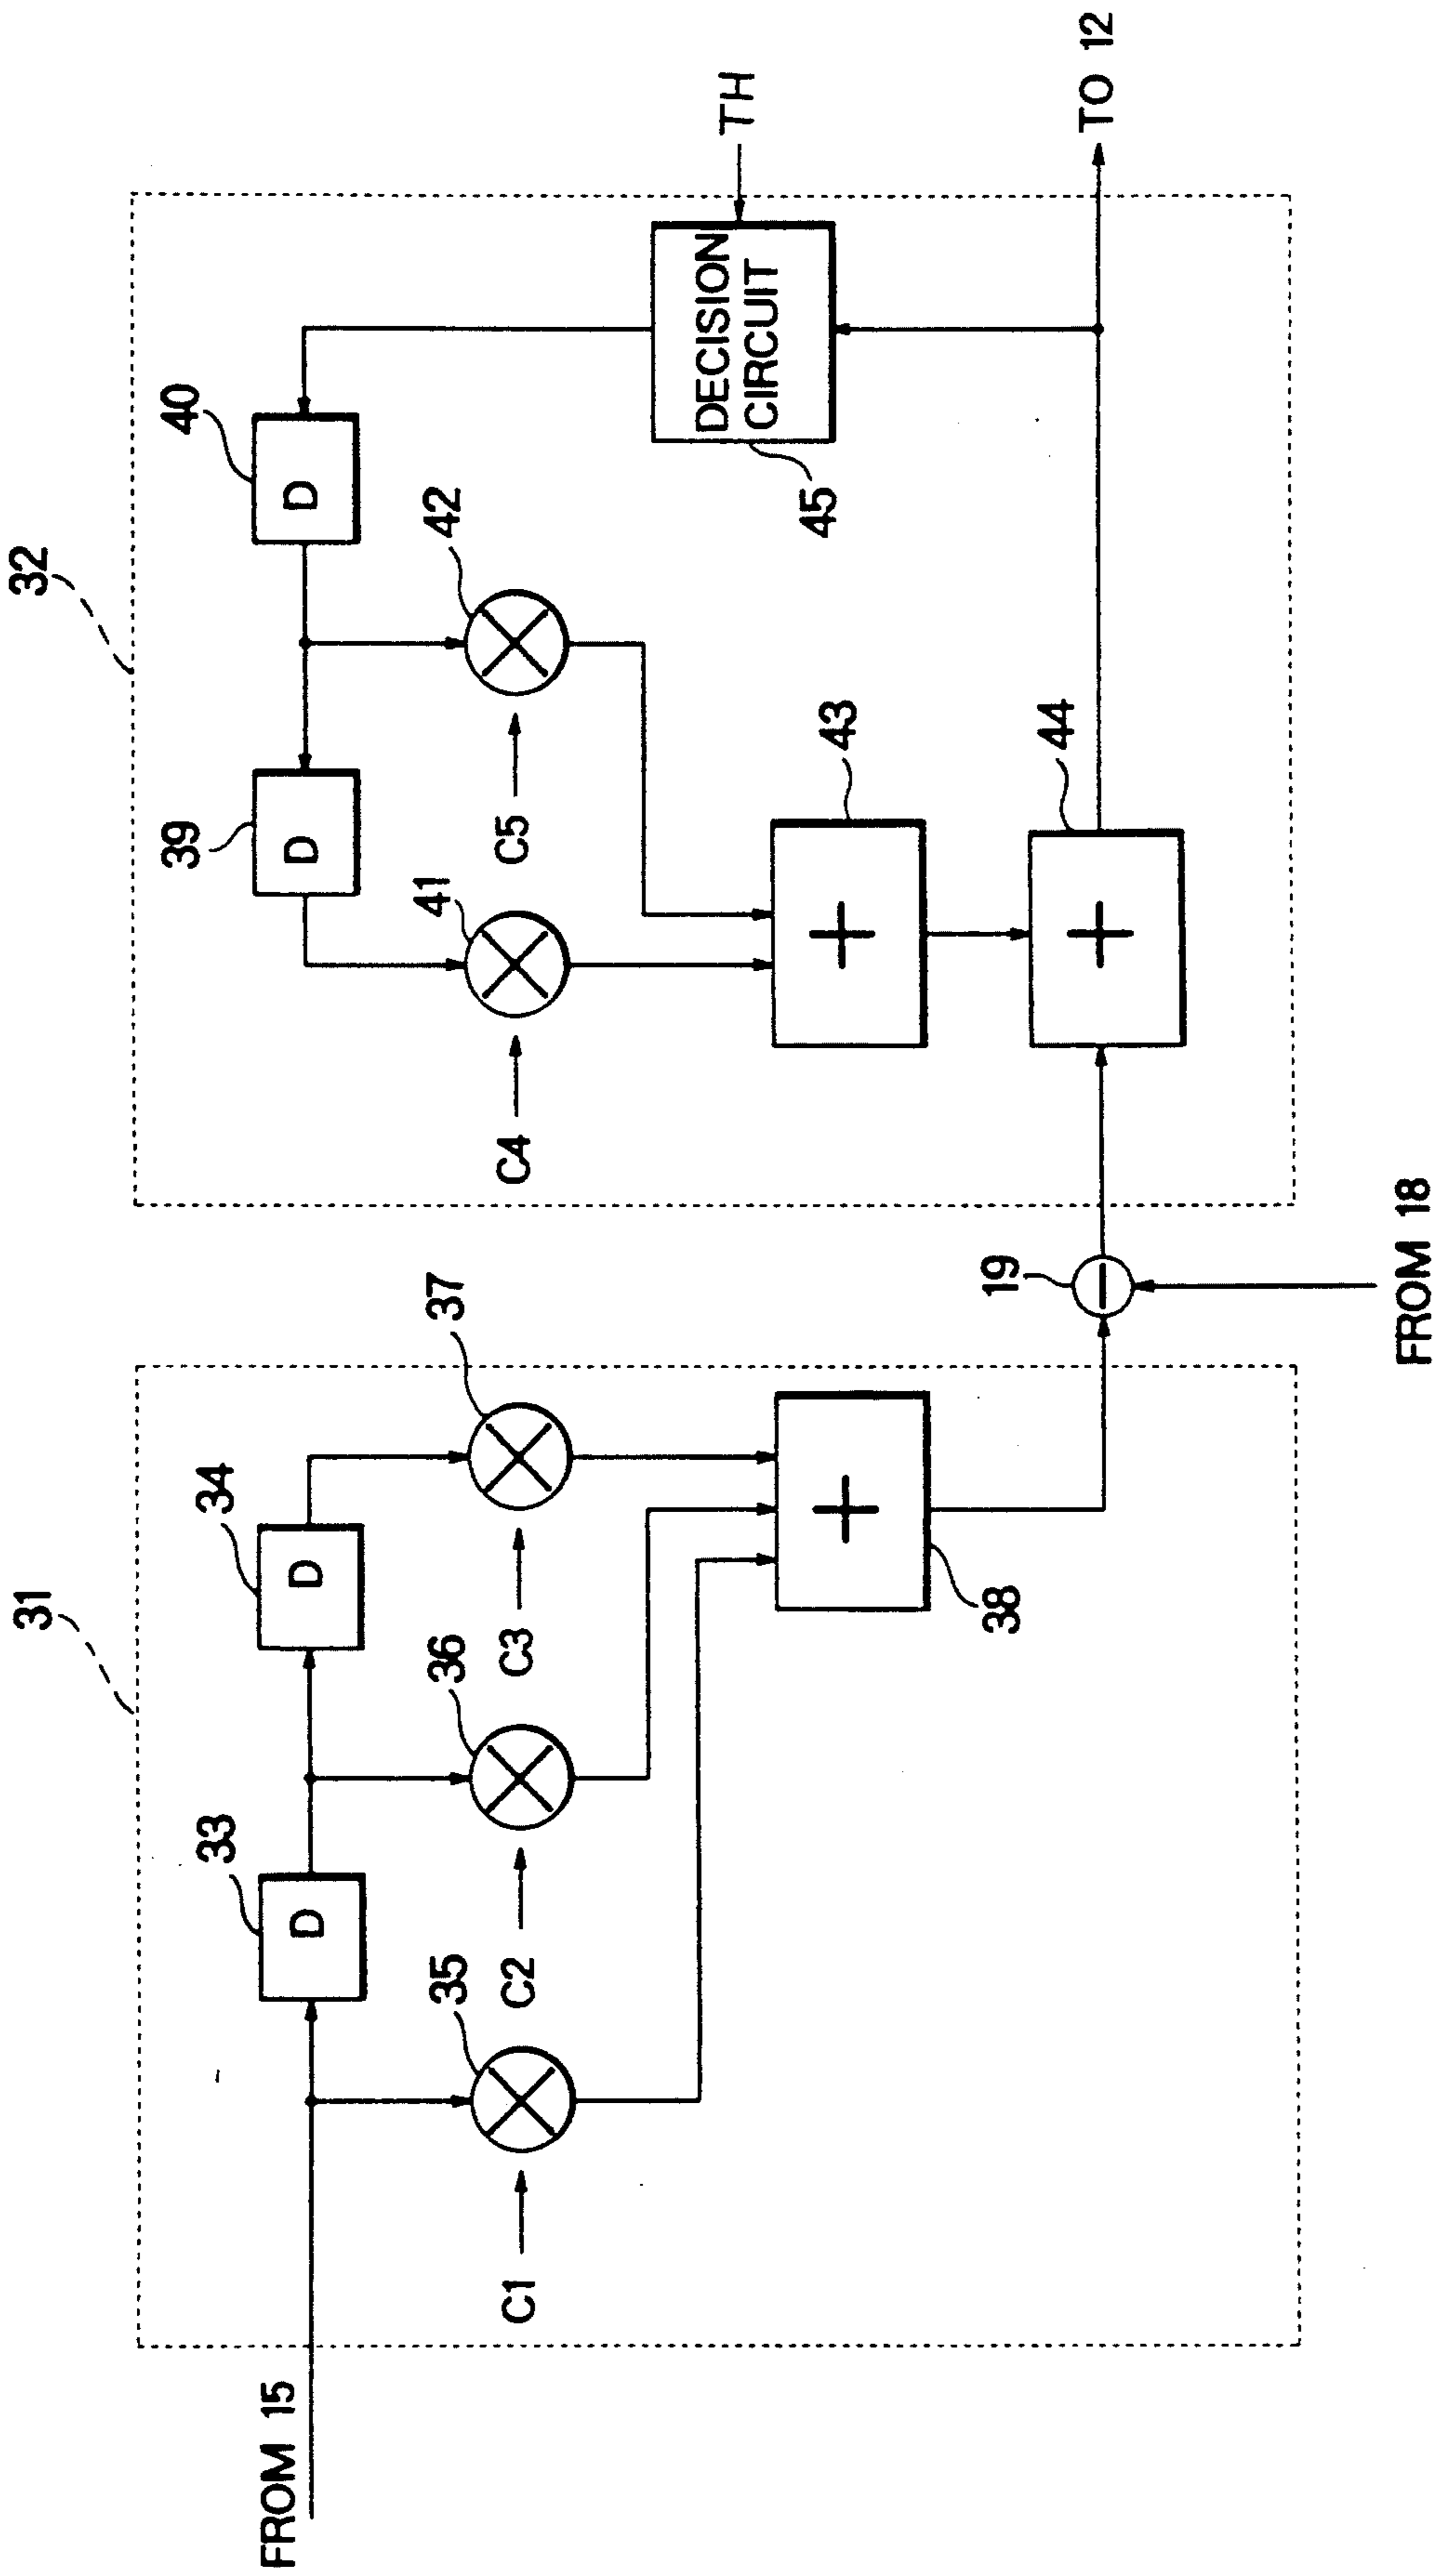 31
32
FROM 15
33
D
34
D
39
D
40
D
35
36
37
41
42
C1
C2
C3
C4
C5
38
+
43
+
44
+
19
FROM 18
DECISION
CIRCUIT
45
TH
TO 12